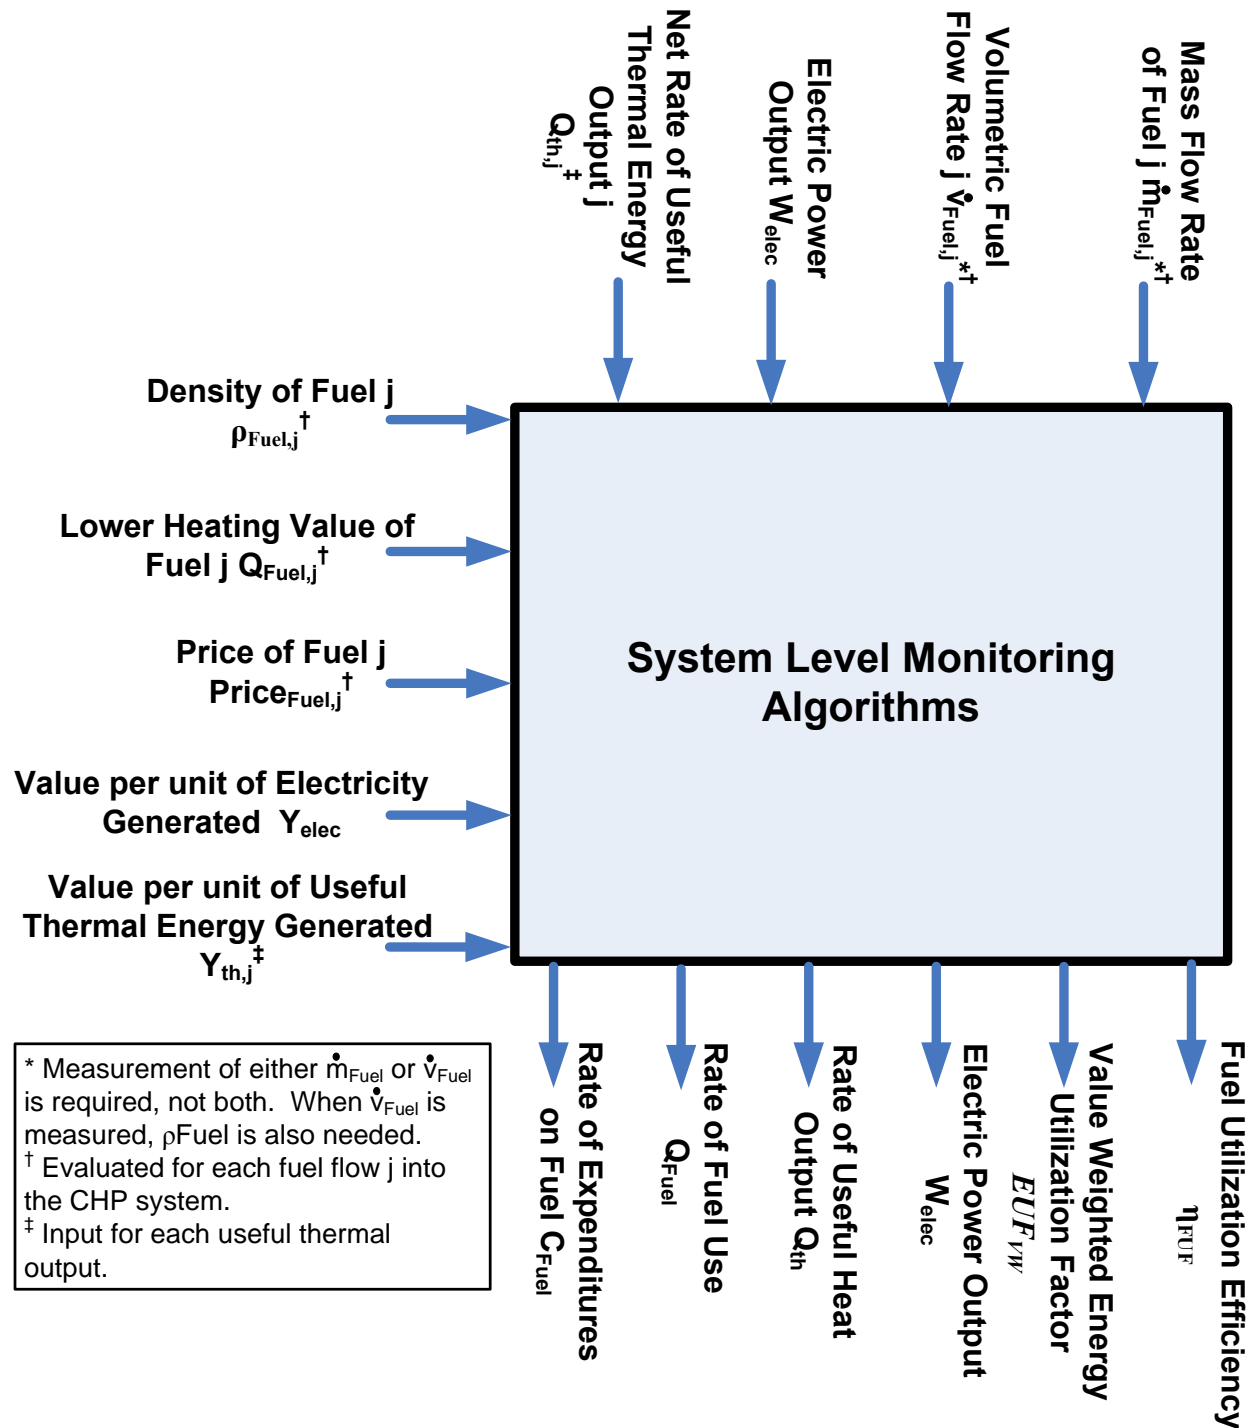 Net Rate of Useful
Thermal Energy
Output j
Q̇th,j‡
Electric Power
Output Welec
Volumetric Fuel
Flow Rate j v̇Fuel,j*†
Mass Flow Rate
of Fuel j ṁFuel,j*†
Density of Fuel j
ρFuel,j†
Lower Heating Value of
Fuel j QFuel,j†
Price of Fuel j
PriceFuel,j†
Value per unit of Electricity
Generated Yelec
Value per unit of Useful
Thermal Energy Generated
Yth,j‡
System Level Monitoring
Algorithms
* Measurement of either ṁFuel or v̇Fuel
is required, not both. When v̇Fuel is
measured, ρFuel is also needed.
† Evaluated for each fuel flow j into
the CHP system.
‡ Input for each useful thermal
output.
Rate of Expenditures
on Fuel CFuel
Rate of Fuel Use
QFuel
Rate of Useful Heat
Output Qth
Electric Power Output
Welec
Value Weighted Energy
Utilization Factor
EUFVW
Fuel Utilization Efficiency
ηFUF